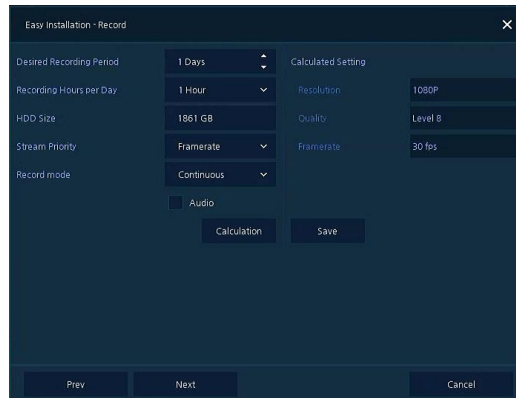 Easy Installation - Record
Desired Recording Period
1 Days
Calculated Setting
Recording Hours per Day
1 Hour
Resolution
1080P
HDD Size
1861 GB
Quality
Level 8
Stream Priority
Framerate
Framerate
30 fps
Record mode
Continuous
Audio
Calculation
Save
Prev
Next
Cancel